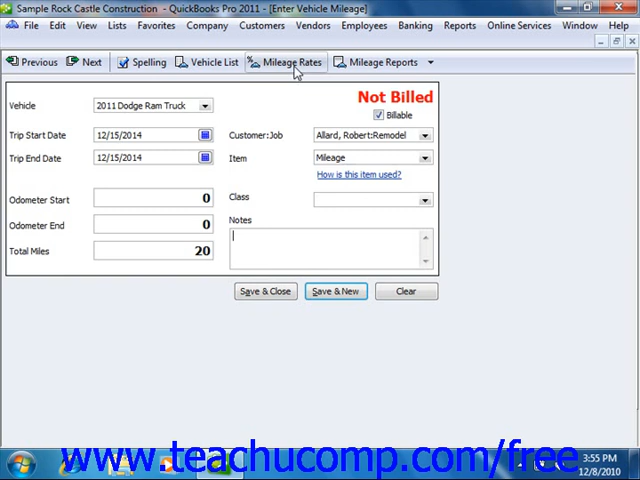 Sample Rock Castle Construction - QuickBooks Pro 2011 - [Enter Vehicle Mileage]
File Edit View Lists Favorites Company Customers Vendors Employees Banking Reports Online Services Window Help
Previous Next Spelling Vehicle List Mileage Rates Mileage Reports
Not Billed
Vehicle 2011 Dodge Ram Truck
Billable
Trip Start Date 12/15/2014 Customer:Job Allard, Robert:Remodel
Trip End Date 12/15/2014 Item Mileage
How is this item used?
Odometer Start 0 Class
Notes
Odometer End 0
Total Miles 20
Save & Close Save & New Clear
www.teachucomp.com/free
3:55 PM
12/8/2010